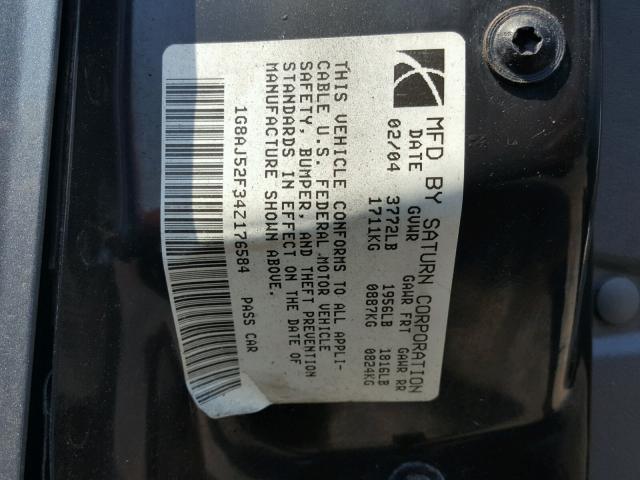 MFD BY SATURN CORPORATION
DATE GVWR GAWR FRT GAWR RR
02/04 3772LB 1956LB 1816LB
1711KG 0887KG 0824KG
THIS VEHICLE CONFORMS TO ALL APPLI-
CABLE U.S. FEDERAL MOTOR VEHICLE
SAFETY, BUMPER, AND THEFT PREVENTION
STANDARDS IN EFFECT ON THE DATE OF
MANUFACTURE SHOWN ABOVE.
1G8AJ52F34Z176584 PASS CAR